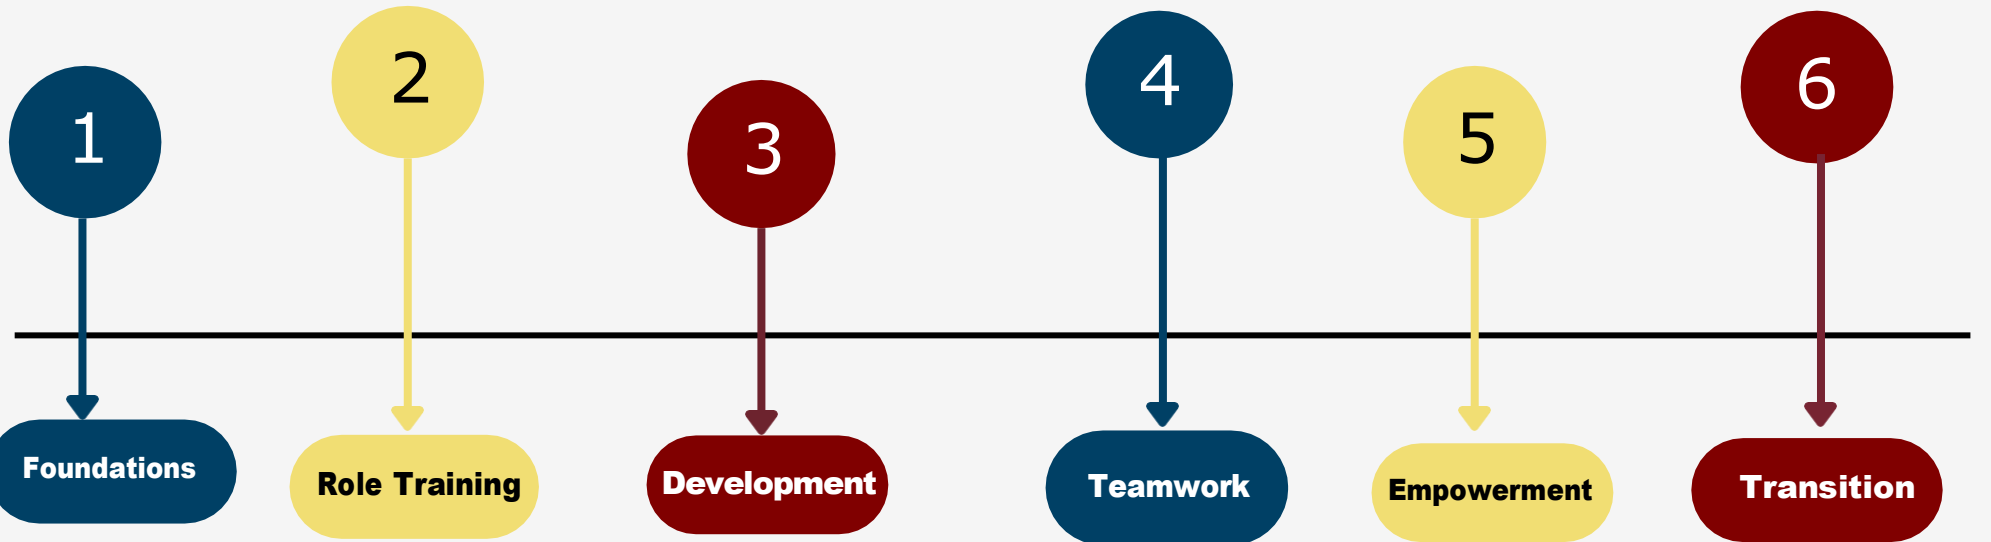 1
2
3
4
5
6
Foundations
Role Training
Development
Teamwork
Empowerment
Transition